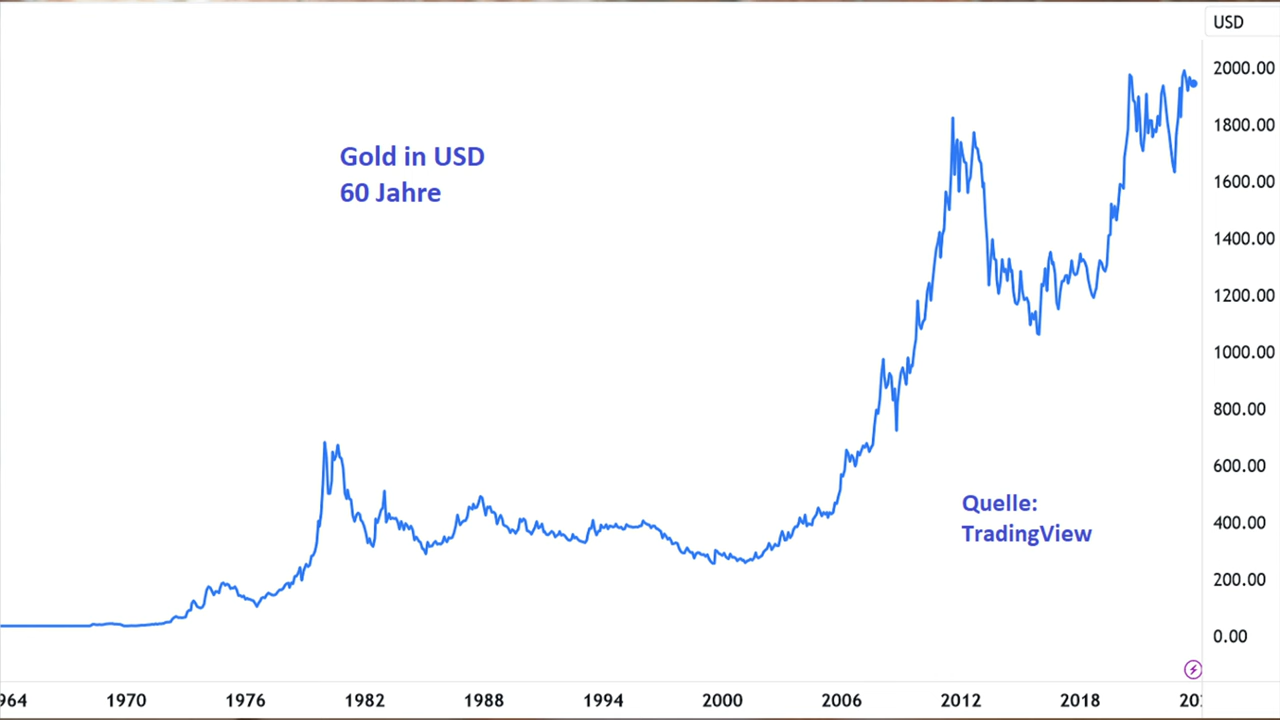 USD
2000.00
1800.00
Gold in USD
60 Jahre
1600.00
1400.00
1200.00
1000.00
800.00
600.00
Quelle:
TradingView
400.00
200.00
0.00
964 1970 1976 1982 1988 1994 2000 2006 2012 2018 20